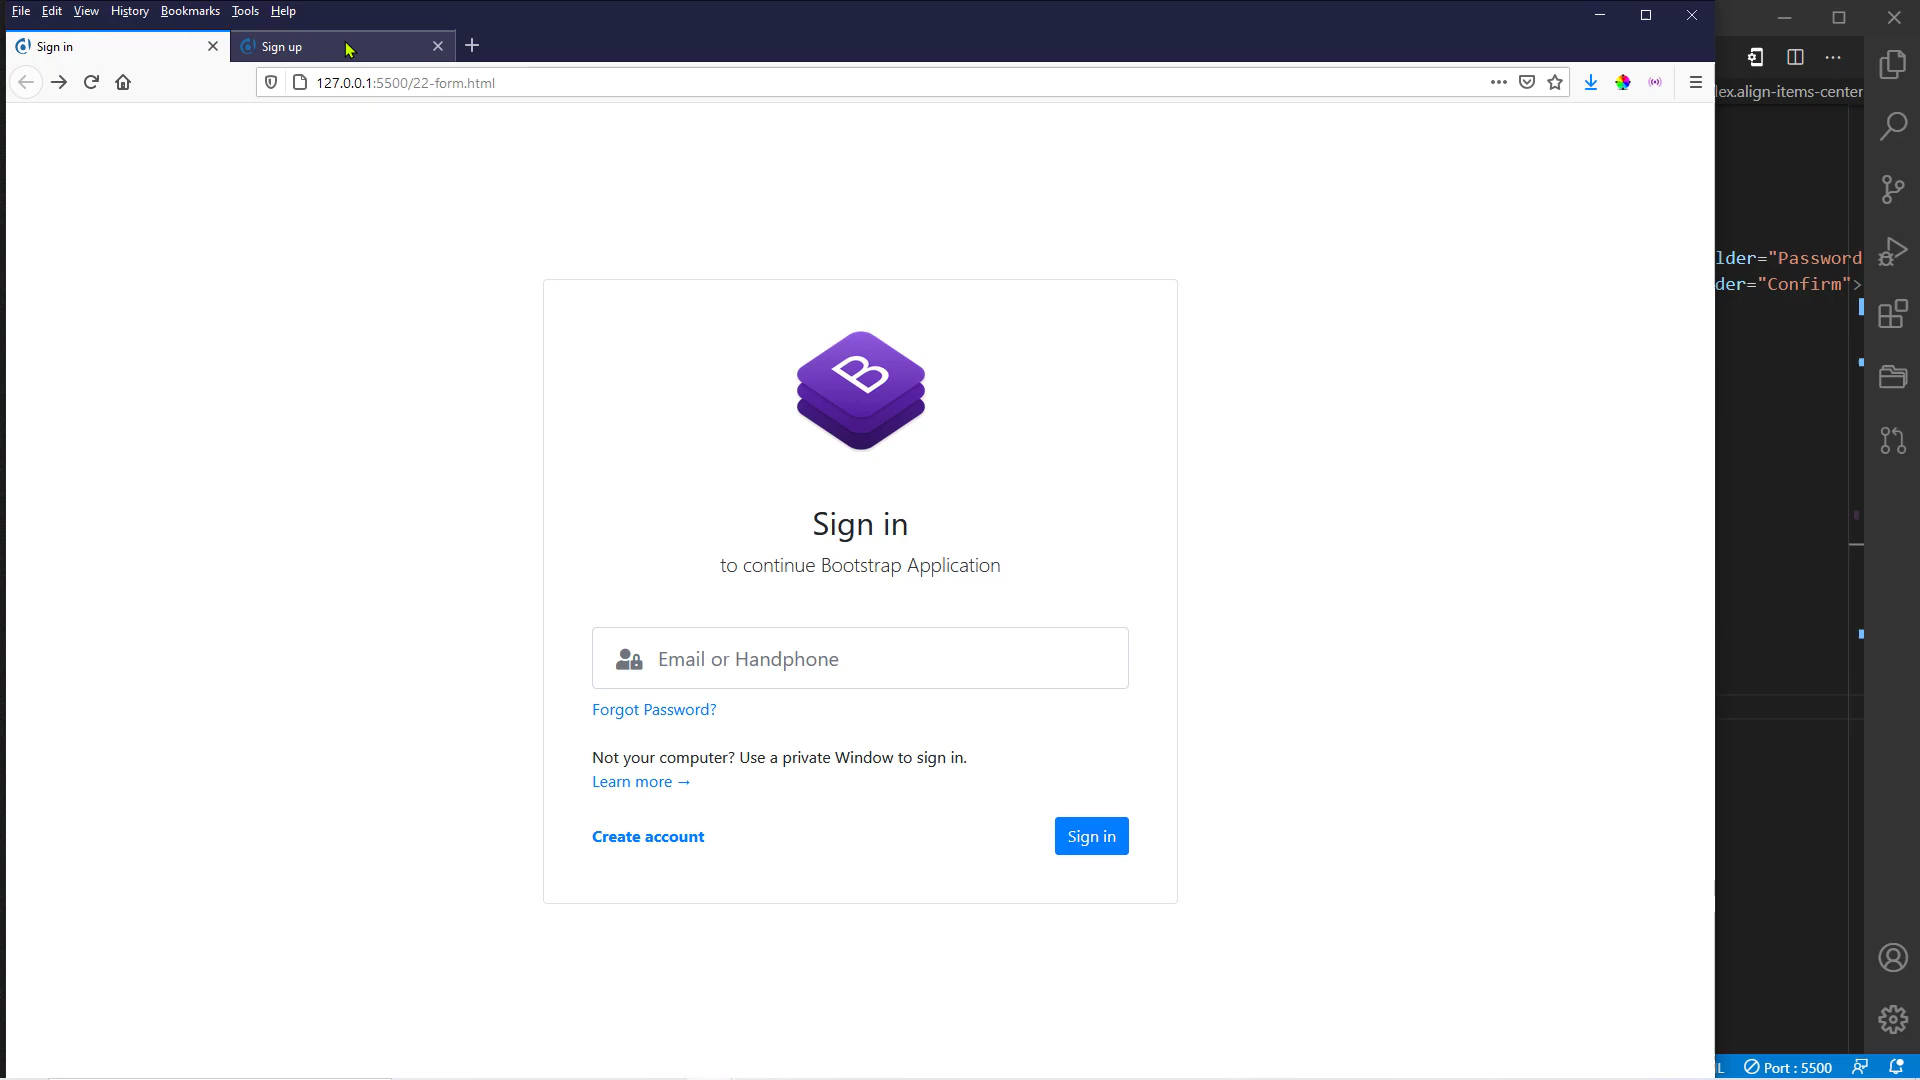 File Edit View History Bookmarks Tools Help
Sign in
Sign up
127.0.0.1:5500/22-form.html
lex.align-items-center
lder="Password
der="Confirm">
B
Sign in
to continue Bootstrap Application
Email or Handphone
Forgot Password?
Not your computer? Use a private Window to sign in.
Learn more →
Create account
Sign in
Port : 5500